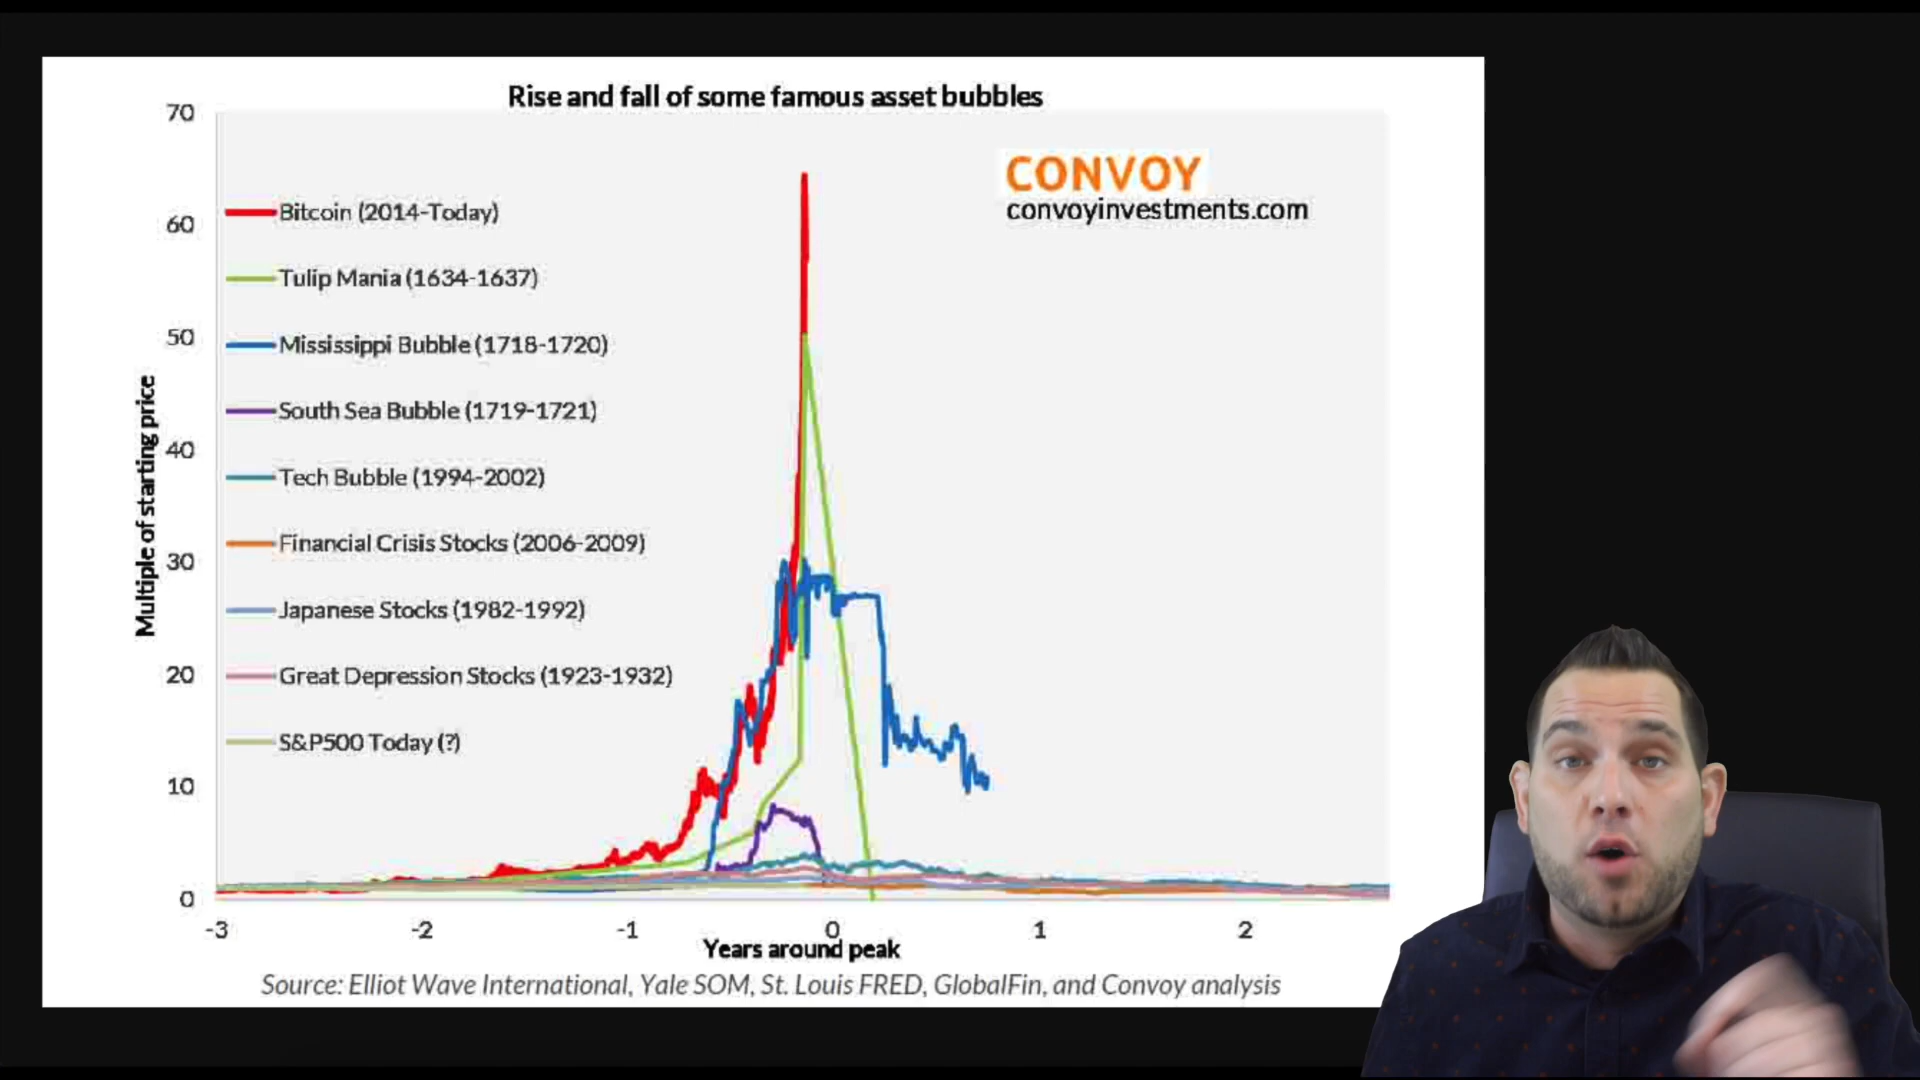 Rise and fall of some famous asset bubbles
CONVOY
convoyinvestments.com
Multiple of starting price
70
60
50
40
30
20
10
0
Bitcoin (2014-Today)
Tulip Mania (1634-1637)
Mississippi Bubble (1718-1720)
South Sea Bubble (1719-1721)
Tech Bubble (1994-2002)
Financial Crisis Stocks (2006-2009)
Japanese Stocks (1982-1992)
Great Depression Stocks (1923-1932)
S&P500 Today (?)
-3 -2 -1 0 1 2
Years around peak
Source: Elliot Wave International, Yale SOM, St. Louis FRED, GlobalFin, and Convoy analysis